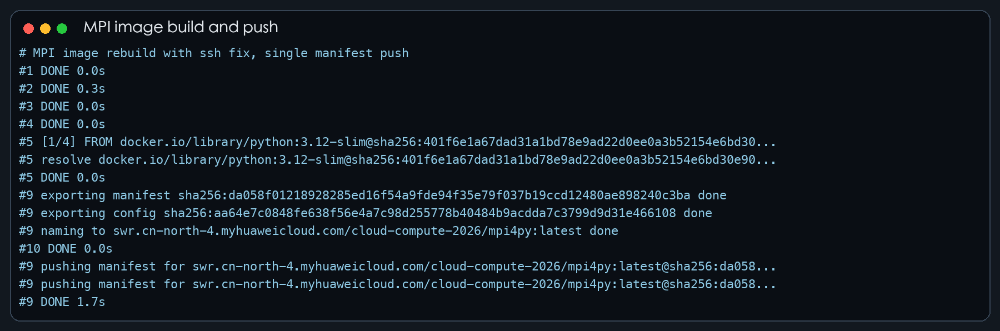 MPI image build and push
# MPI image rebuild with ssh fix, single manifest push
#1 DONE 0.0s
#2 DONE 0.3s
#3 DONE 0.0s
#4 DONE 0.0s
#5 [1/4] FROM docker.io/library/python:3.12-slim@sha256:401f6e1a67dad31a1bd78e9ad22d0ee0a3b52154e6bd30...
#5 resolve docker.io/library/python:3.12-slim@sha256:401f6e1a67dad31a1bd78e9ad22d0ee0a3b52154e6bd30e90...
#5 DONE 0.0s
#9 exporting manifest sha256:da058f01218928285ed16f54a9fde94f35e79f037b19ccd12480ae898240c3ba done
#9 exporting config sha256:aa64e7c0848fe638f56e4a7c98d255778b40484b9acdda7c3799d9d31e466108 done
#9 naming to swr.cn-north-4.myhuaweicloud.com/cloud-compute-2026/mpi4py:latest done
#10 DONE 0.0s
#9 pushing manifest for swr.cn-north-4.myhuaweicloud.com/cloud-compute-2026/mpi4py:latest@sha256:da058...
#9 pushing manifest for swr.cn-north-4.myhuaweicloud.com/cloud-compute-2026/mpi4py:latest@sha256:da058...
#9 DONE 1.7s